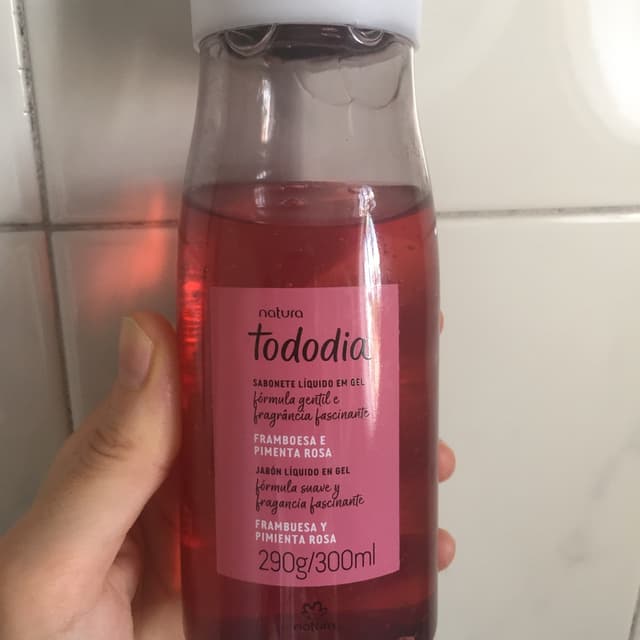 natura
tododia
SABONETE LÍQUIDO EM GEL
fórmula gentil e
fragrância fascinante
FRAMBOESA E
PIMENTA ROSA
JABÓN LÍQUIDO EN GEL
fórmula suave y
fragancia fascinante
FRAMBUESA Y
PIMIENTA ROSA
290g/300ml
natura